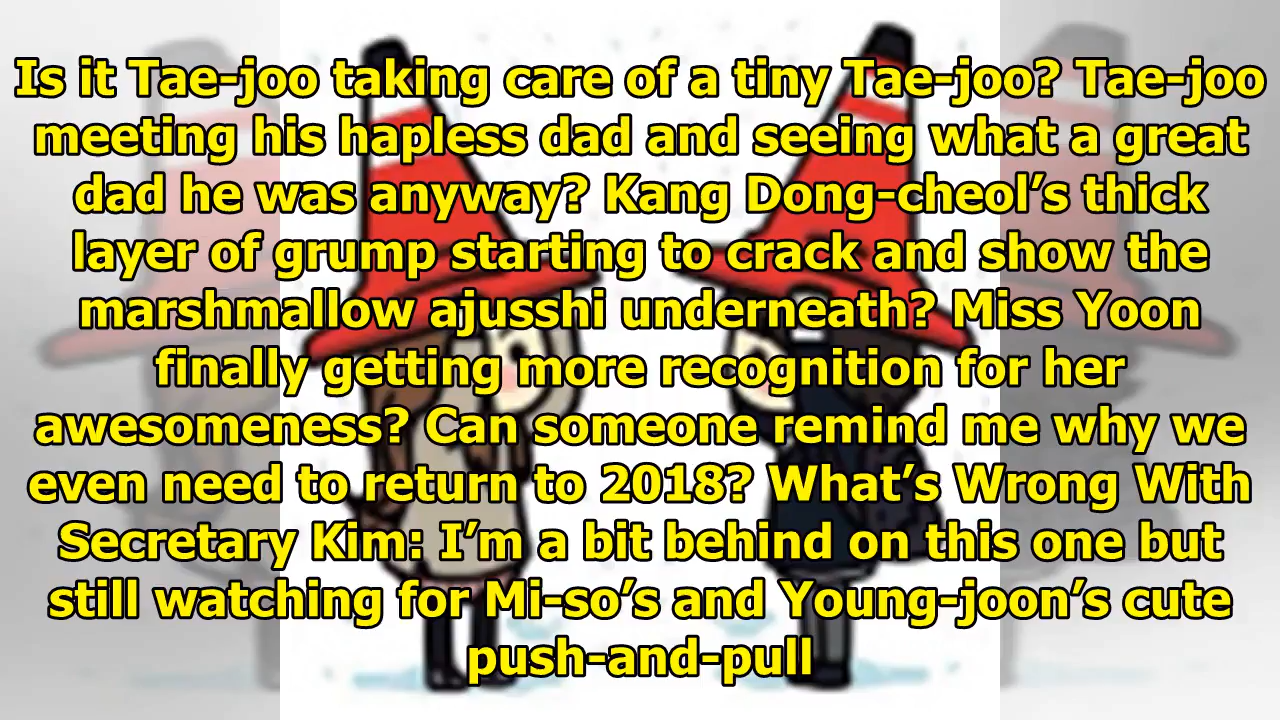 Is it Tae-joo taking care of a tiny Tae-joo? Tae-joo
meeting his hapless dad and seeing what a great
dad he was anyway? Kang Dong-cheol’s thick
layer of grump starting to crack and show the
marshmallow ajusshi underneath? Miss Yoon
finally getting more recognition for her
awesomeness? Can someone remind me why we
even need to return to 2018? What’s Wrong With
Secretary Kim: I’m a bit behind on this one but
still watching for Mi-so’s and Young-joon’s cute
push-and-pull